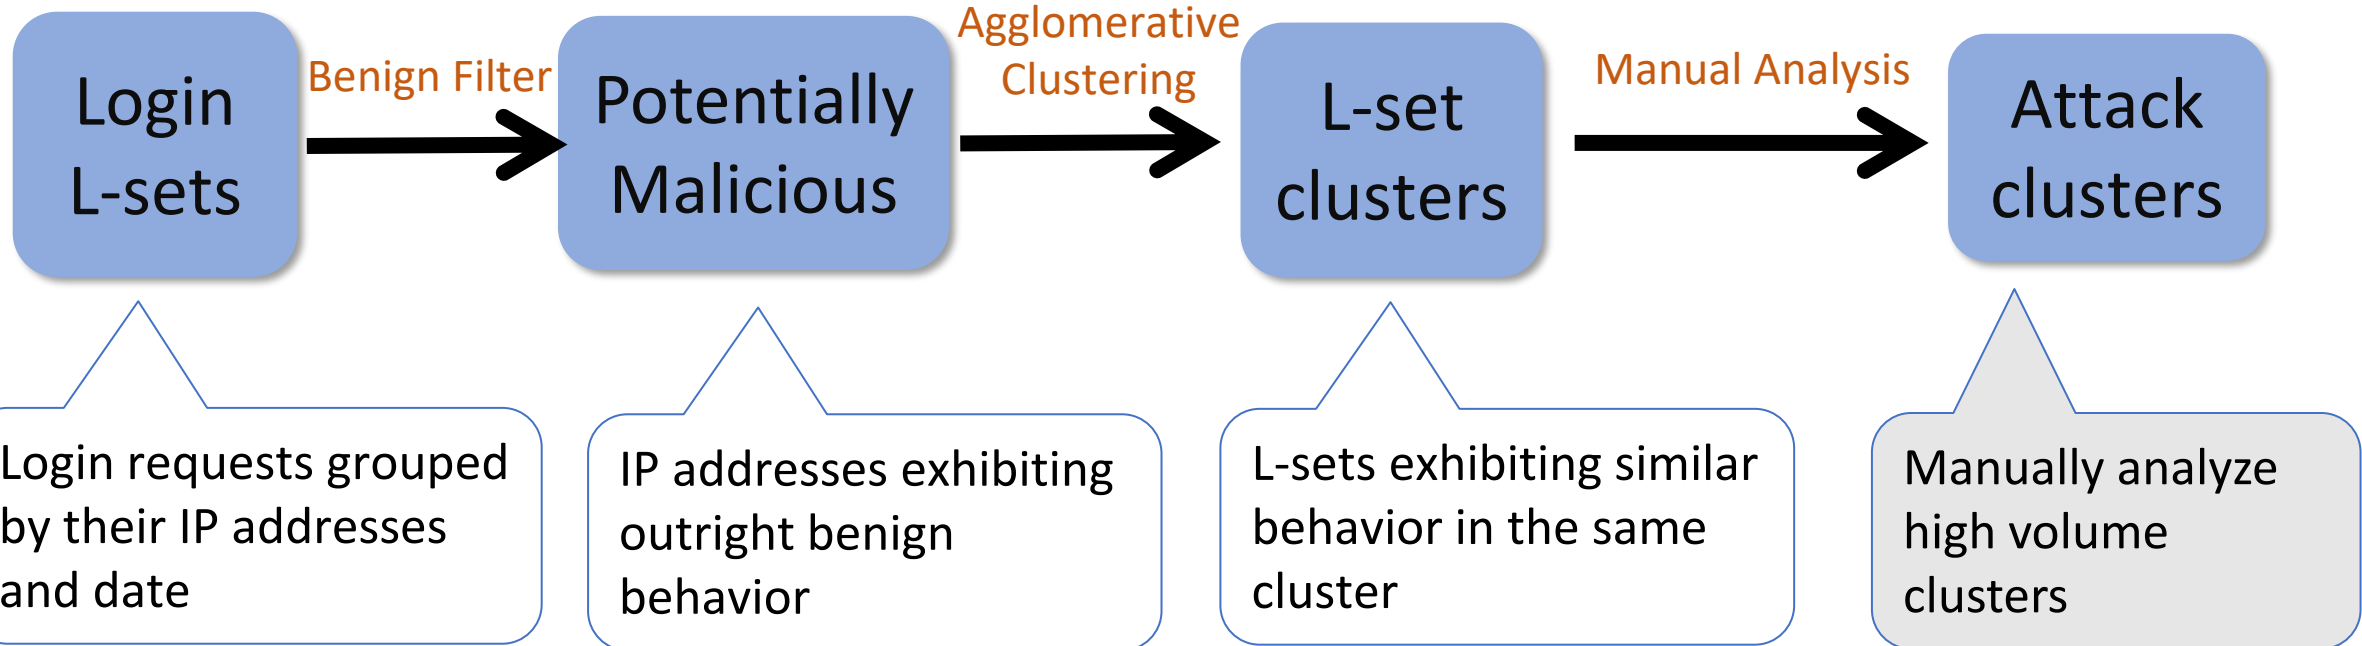 Login
L-sets
Benign Filter
Potentially
Malicious
Agglomerative
Clustering
L-set
clusters
Manual Analysis
Attack
clusters
Login requests grouped
by their IP addresses
and date
IP addresses exhibiting
outright benign
behavior
L-sets exhibiting similar
behavior in the same
cluster
Manually analyze
high volume
clusters